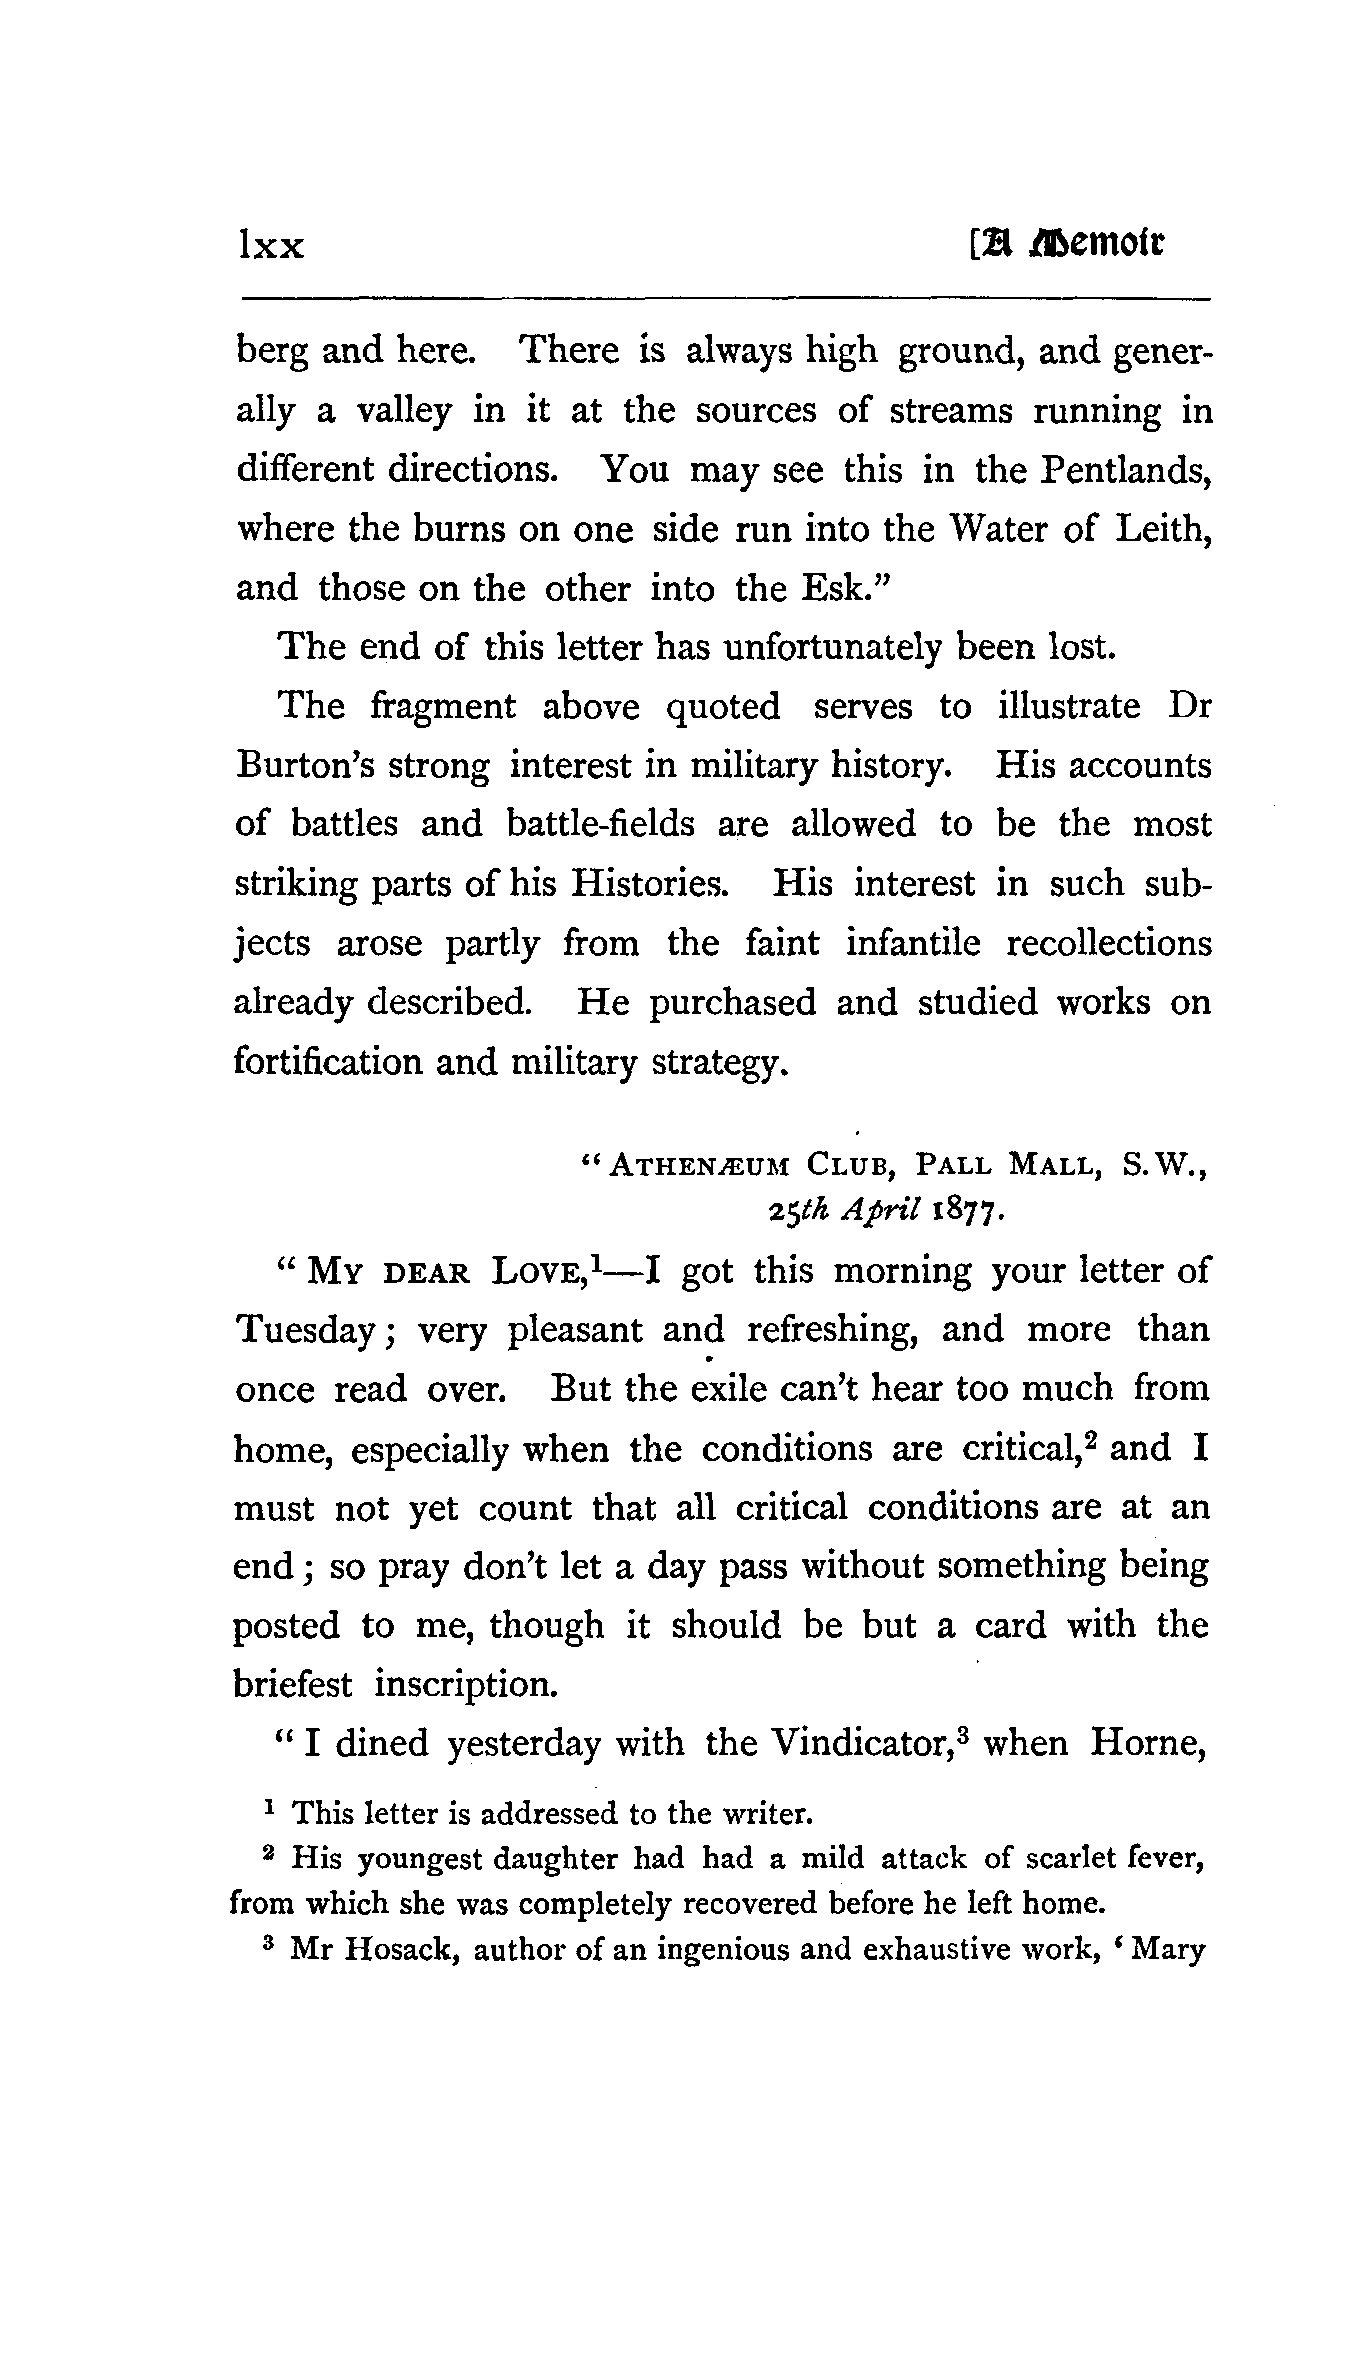 lxx [A Memoir
berg and here. There is always high ground, and gener-
ally a valley in it at the sources of streams running in
different directions. You may see this in the Pentlands,
where the burns on one side run into the Water of Leith,
and those on the other into the Esk.”
The end of this letter has unfortunately been lost.
The fragment above quoted serves to illustrate Dr
Burton’s strong interest in military history. His accounts
of battles and battle-fields are allowed to be the most
striking parts of his Histories. His interest in such sub-
jects arose partly from the faint infantile recollections
already described. He purchased and studied works on
fortification and military strategy.
“ATHENÆUM CLUB, PALL MALL, S.W.,
25th April 1877.
“MY DEAR LOVE,¹—I got this morning your letter of
Tuesday; very pleasant and refreshing, and more than
once read over. But the exile can’t hear too much from
home, especially when the conditions are critical,² and I
must not yet count that all critical conditions are at an
end; so pray don’t let a day pass without something being
posted to me, though it should be but a card with the
briefest inscription.
“I dined yesterday with the Vindicator,³ when Horne,
¹ This letter is addressed to the writer.
² His youngest daughter had had a mild attack of scarlet fever,
from which she was completely recovered before he left home.
³ Mr Hosack, author of an ingenious and exhaustive work, ‘Mary